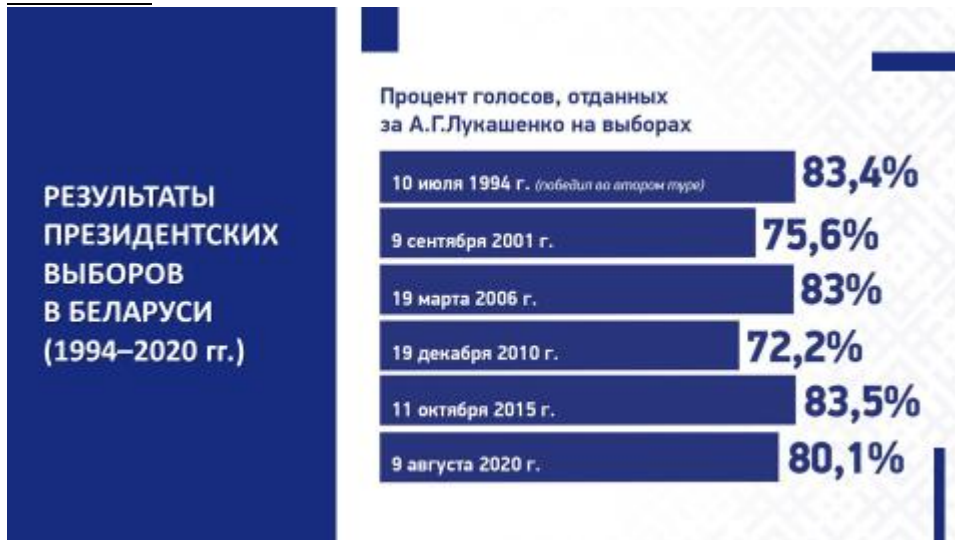 РЕЗУЛЬТАТЫ
ПРЕЗИДЕНТСКИХ
ВЫБОРОВ
В БЕЛАРУСИ
(1994–2020 гг.)
Процент голосов, отданных
за А.Г.Лукашенко на выборах
10 июля 1994 г. (победил во втором туре) 83,4%
9 сентября 2001 г. 75,6%
19 марта 2006 г. 83%
19 декабря 2010 г. 72,2%
11 октября 2015 г. 83,5%
9 августа 2020 г. 80,1%